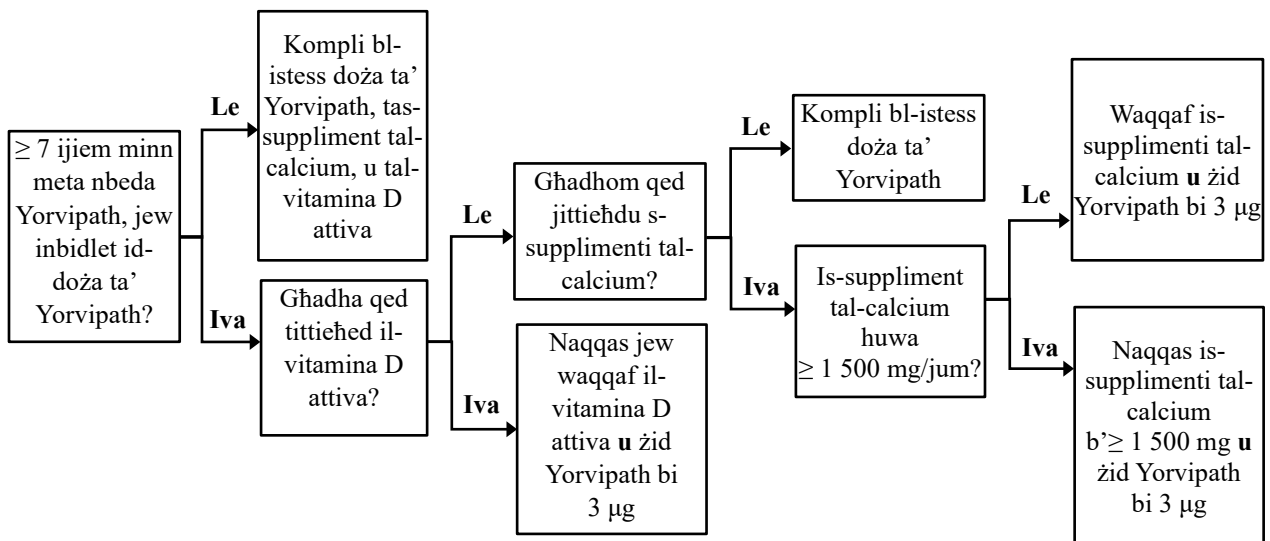 ≥ 7 ijiem minn
meta nbeda
Yorvipath, jew
inbidlet id-
doża ta’
Yorvipath?
Le
Kompli bl-
istess doża ta’
Yorvipath, tas-
suppliment tal-
calcium, u tal-
vitamina D
attiva
Iva
Għadha qed
tittieħed il-
vitamina D
attiva?
Le
Għadhom qed
jittieħdu s-
supplimenti tal-
calcium?
Iva
Naqqas jew
waqqaf il-
vitamina D
attiva u żid
Yorvipath bi
3 μg
Le
Kompli bl-istess
doża ta’
Yorvipath
Iva
Is-suppliment
tal-calcium
huwa
≥ 1 500 mg/jum?
Le
Waqqaf is-
supplimenti tal-
calcium u żid
Yorvipath bi 3 μg
Iva
Naqqas is-
supplimenti tal-
calcium
b’≥ 1 500 mg u
żid Yorvipath
bi 3 μg